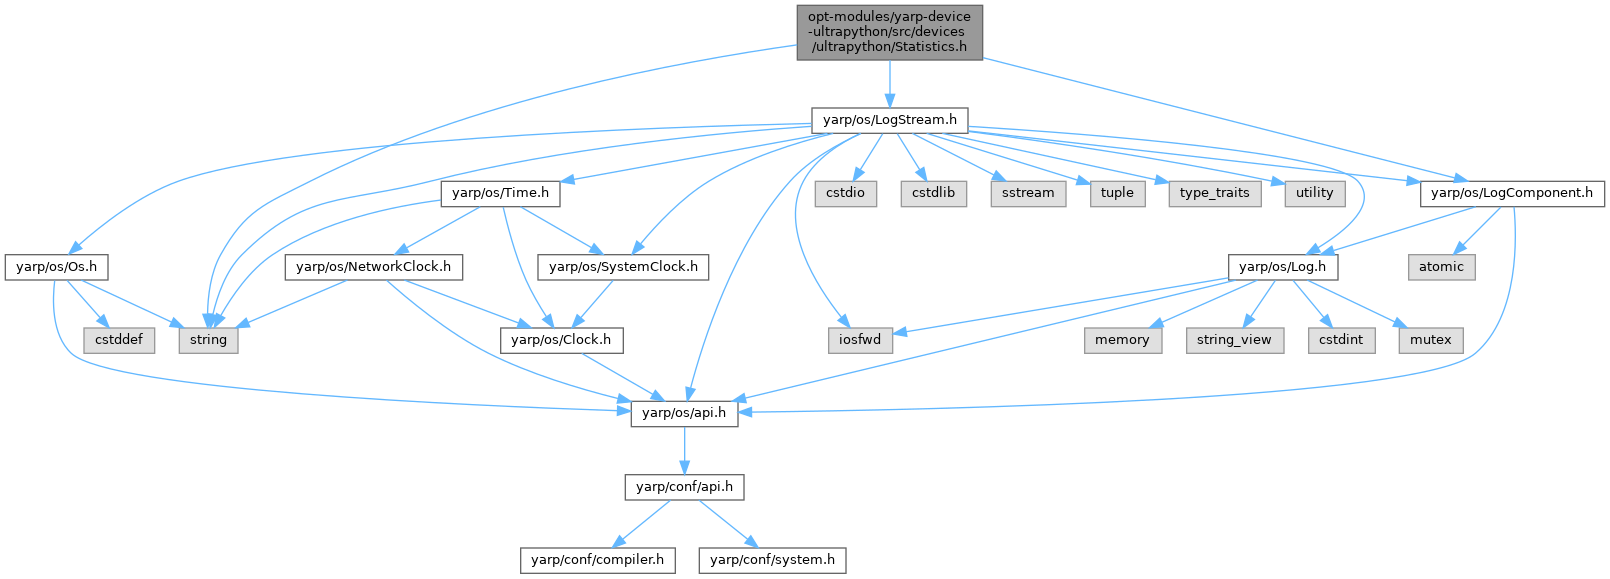 opt-modules/yarp-device
-ultrapython/src/devices
/ultrapython/Statistics.h
yarp/os/LogStream.h
yarp/os/Time.h
cstdio
cstdlib
sstream
tuple
type_traits
utility
yarp/os/LogComponent.h
yarp/os/Os.h
yarp/os/NetworkClock.h
yarp/os/SystemClock.h
yarp/os/Log.h
atomic
cstddef
string
yarp/os/Clock.h
iosfwd
memory
string_view
cstdint
mutex
yarp/os/api.h
yarp/conf/api.h
yarp/conf/compiler.h
yarp/conf/system.h